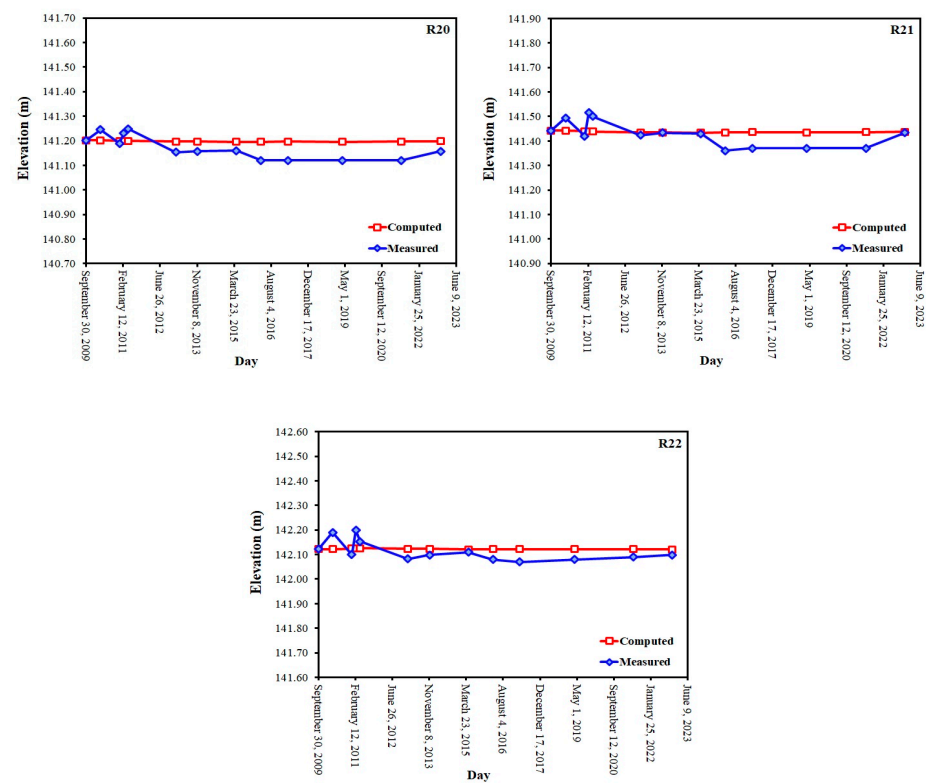 R20
Elevation (m)
141.70
141.60
141.50
141.40
141.30
141.20
141.10
141.00
140.90
140.80
140.70
Computed
Measured
September 30, 2009
February 12, 2011
June 26, 2012
November 8, 2013
March 23, 2015
August 4, 2016
December 17, 2017
May 1, 2019
September 12, 2020
January 25, 2022
June 9, 2023
Day
R21
Elevation (m)
141.90
141.80
141.70
141.60
141.50
141.40
141.30
141.20
141.10
141.00
140.90
Computed
Measured
September 30, 2009
February 12, 2011
June 26, 2012
November 8, 2013
March 23, 2015
August 4, 2016
December 17, 2017
May 1, 2019
September 12, 2020
January 25, 2022
June 9, 2023
Day
R22
Elevation (m)
142.60
142.50
142.40
142.30
142.20
142.10
142.00
141.90
141.80
141.70
141.60
Computed
Measured
September 30, 2009
February 12, 2011
June 26, 2012
November 8, 2013
March 23, 2015
August 4, 2016
December 17, 2017
May 1, 2019
September 12, 2020
January 25, 2022
June 9, 2023
Day